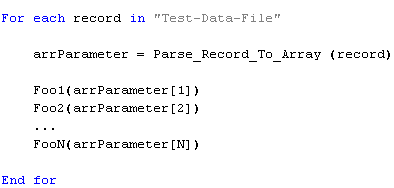 For each record in "Test-Data-File"
arrParameter = Parse_Record_To_Array (record)
Foo1(arrParameter[1])
Foo2(arrParameter[2])
...
FooN(arrParameter[N])
End for